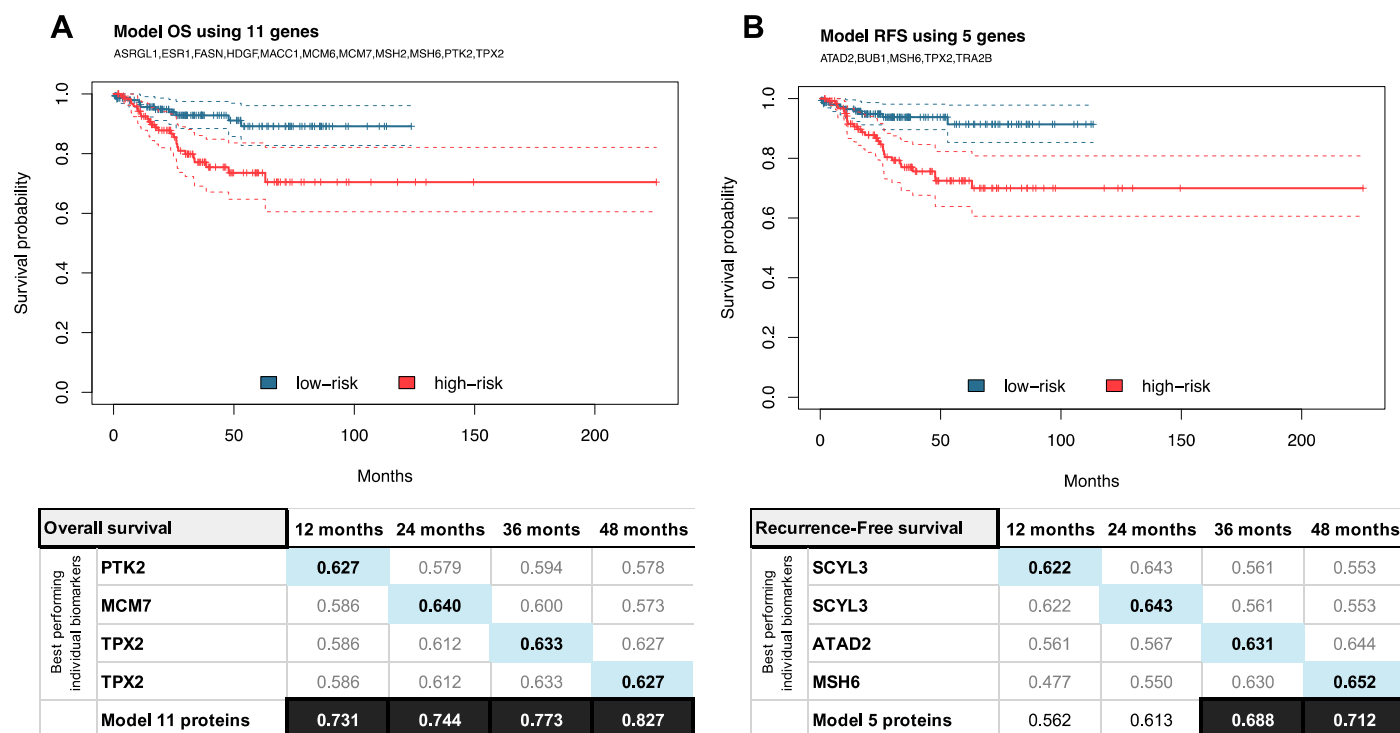 A
Model OS using 11 genes
ASRGL1,ESR1,FASN,HDGF,MACC1,MCM6,MCM7,MSH2,MSH6,PTK2,TPX2
Survival probability
1.0
0.8
0.6
0.4
0.2
0.0
low−risk
high−risk
0 50 100 150 200
Months
B
Model RFS using 5 genes
ATAD2,BUB1,MSH6,TPX2,TRA2B
Survival probability
1.0
0.8
0.6
0.4
0.2
0.0
low−risk
high−risk
0 50 100 150 200
Months
Overall survival 12 months 24 months 36 monts 48 months
Best performing
individual biomarkers
PTK2 0.627 0.579 0.594 0.578
MCM7 0.586 0.640 0.600 0.573
TPX2 0.586 0.612 0.633 0.627
TPX2 0.586 0.612 0.633 0.627
Model 11 proteins 0.731 0.744 0.773 0.827
Recurrence-Free survival 12 months 24 months 36 months 48 months
Best performing
individual biomarkers
SCYL3 0.622 0.643 0.561 0.553
SCYL3 0.622 0.643 0.561 0.553
ATAD2 0.561 0.567 0.631 0.644
MSH6 0.477 0.550 0.630 0.652
Model 5 proteins 0.562 0.613 0.688 0.712